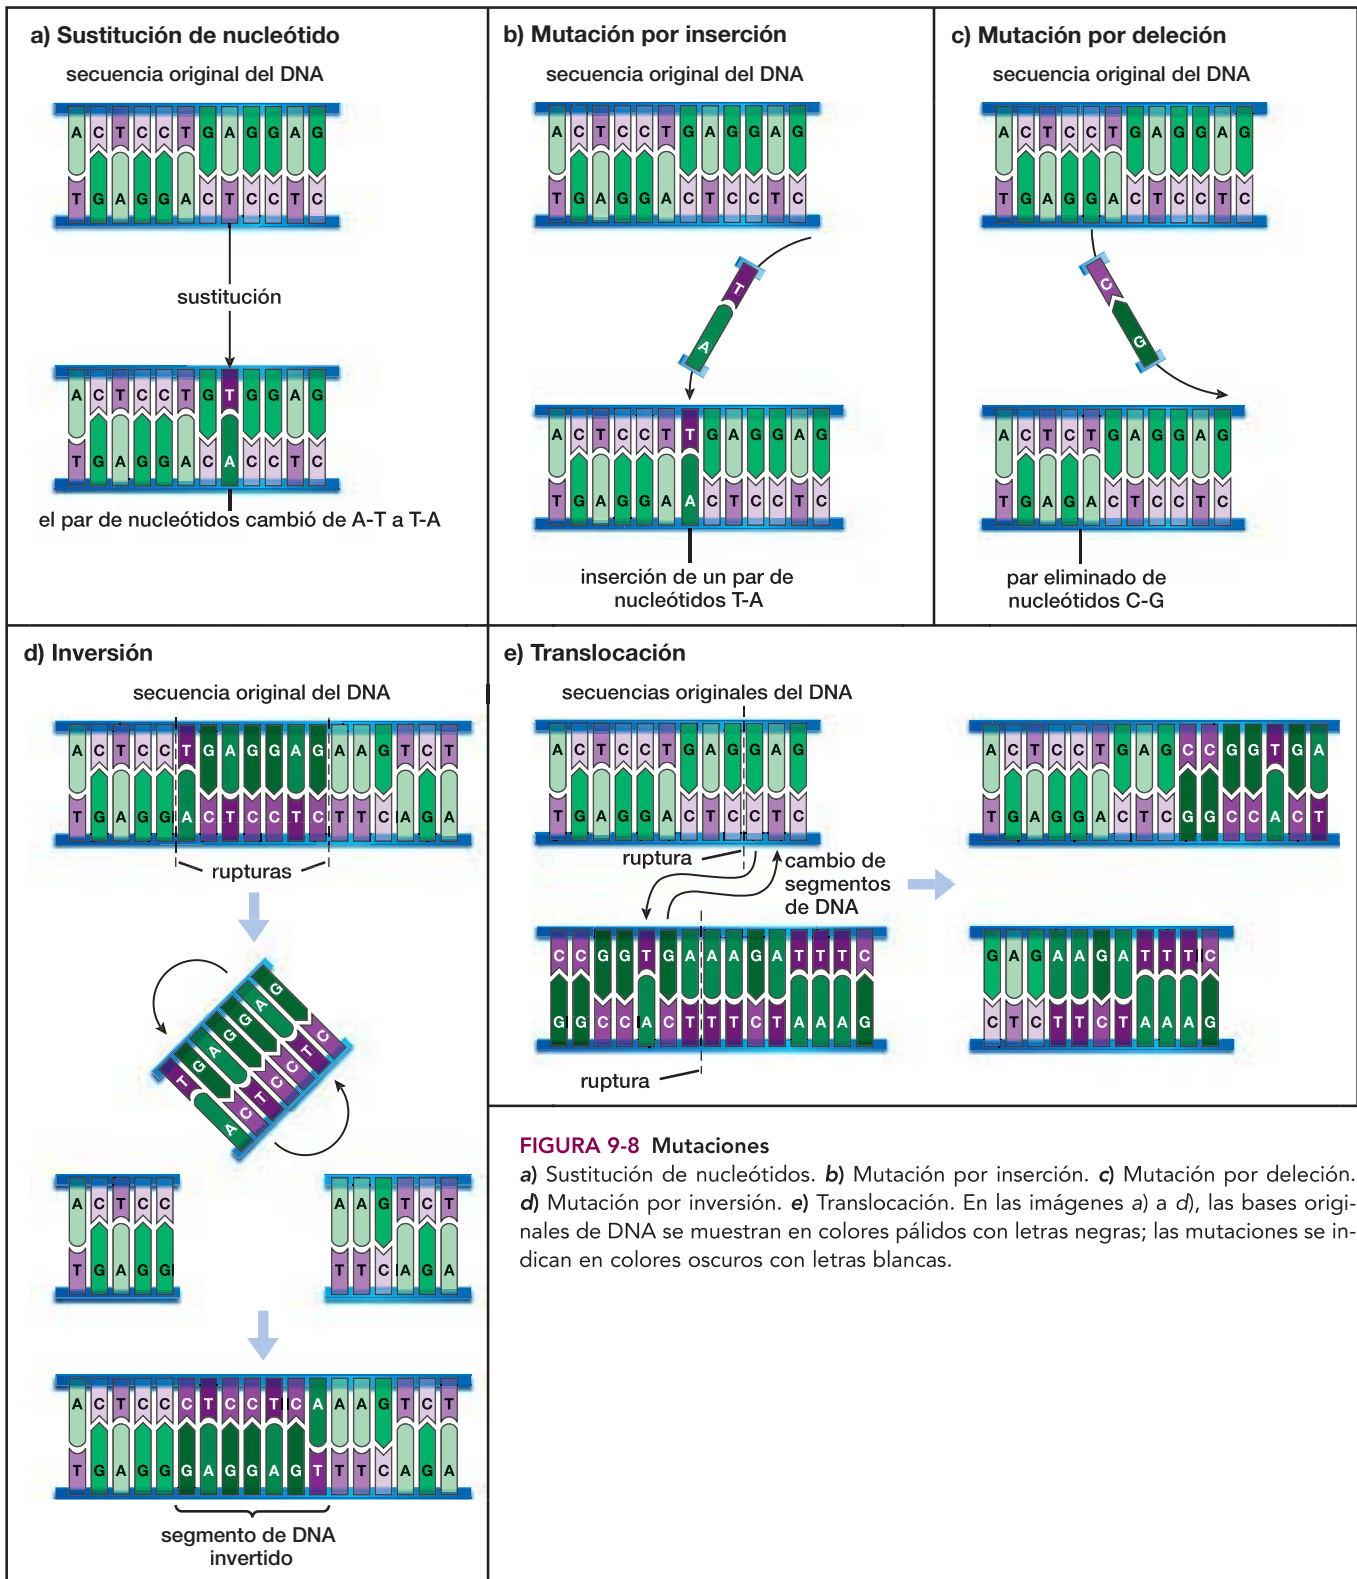 a) Sustitución de nucleótido
secuencia original del DNA
A C T C C T G A G G A G
T G A G G A C T C C T C
sustitución
A C T C C T G T G G A G
T G A G G A C A C C T C
el par de nucleótidos cambió de A-T a T-A
b) Mutación por inserción
secuencia original del DNA
A C T C C T G A G G A G
T G A G G A C T C C T C
T
A
A C T C C T T G A G G A G
T G A G G A A C T C C T C
inserción de un par de
nucleótidos T-A
c) Mutación por deleción
secuencia original del DNA
A C T C C T G A G G A G
T G A G G A C T C C T C
C
G
A C T C T G A G G A G
T G A G A C T C C T C
par eliminado de
nucleótidos C-G
d) Inversión
secuencia original del DNA
A C T C C T G A G G A G A A G T C T
T G A G G A C T C C T C T T C A G A
rupturas
T G A G G A G
A C T C C T C
A C T C C
T G A G G
A A G T C T
T T C A G A
A C T C C C T C C T C A A A G T C T
T G A G G G A G G A G T T T C A G A
segmento de DNA
invertido
e) Translocación
secuencias originales del DNA
A C T C C T G A G G A G
T G A G G A C T C C T C
ruptura
cambio de
segmentos
de DNA
C C G G T G A A A G A T T T C
G G C C A C T T T C T A A A G
ruptura
A C T C C T G A G C C G G T G A
T G A G G A C T C G G C C A C T
G A G A A G A T T T C
C T C T T C T A A A G
FIGURA 9-8 Mutaciones
a) Sustitución de nucleótidos. b) Mutación por inserción. c) Mutación por deleción.
d) Mutación por inversión. e) Translocación. En las imágenes a) a d), las bases origi-
nales de DNA se muestran en colores pálidos con letras negras; las mutaciones se in-
dican en colores oscuros con letras blancas.